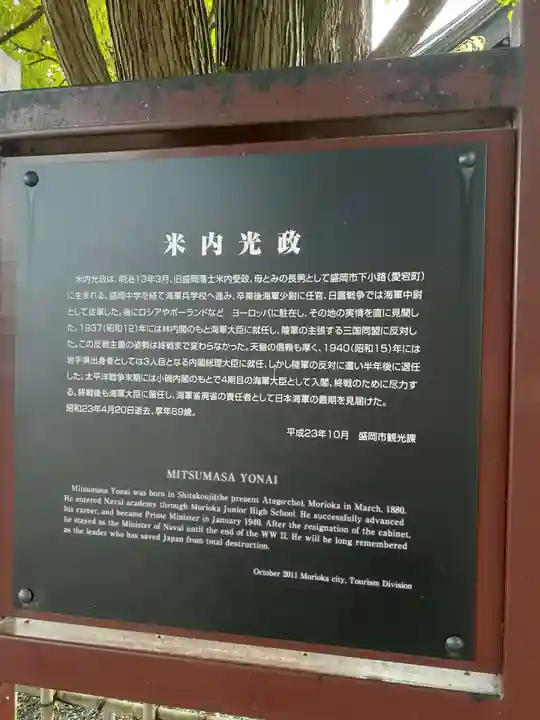 米内光政
米内光政は、明治13年3月、旧盛岡藩士米内受政、母とみの長男として盛岡市下小路(愛宕町)
に生まれる。盛岡中学を経て海軍兵学校へ進み、卒業後海軍少尉に任官、日露戦争では海軍中尉
として従軍した。後にロシアやポーランドなど　ヨーロッパに駐在し、その地の実情を直に見聞し
た。1937(昭和12)年には林内閣のもと海軍大臣に就任し、陸軍の主張する三国同盟に反対し
た。この反戦主義の姿勢は終戦まで変わらなかった。天皇の信頼も厚く、1940(昭和15)年には
岩手県出身者としては3人目となる内閣総理大臣に就任、しかし陸軍の反対に遭い半年後に退任
した。太平洋戦争末期には小磯内閣のもとで4期目の海軍大臣として入閣、終戦のために尽力す
る。終戦後も海軍大臣に留任し、海軍省廃省の責任者として日本海軍の最期を見届けた。
昭和23年4月20日逝去、享年69歳。
平成23年10月　盛岡市観光課
MITSUMASA YONAI
Mitsumasa Yonai was born in Shitakouji(the present Atago-cho), Morioka in March, 1880.
He entered Naval academy through Morioka Junior High School. He successfully advanced
his career, and became Prime Minister in January 1940. After the resignation of the cabinet,
he stayed as the Minister of Naval until the end of the WW II. He will be long remembered
as the leader who has saved Japan from total destruction.
October 2011 Morioka city, Tourism Division